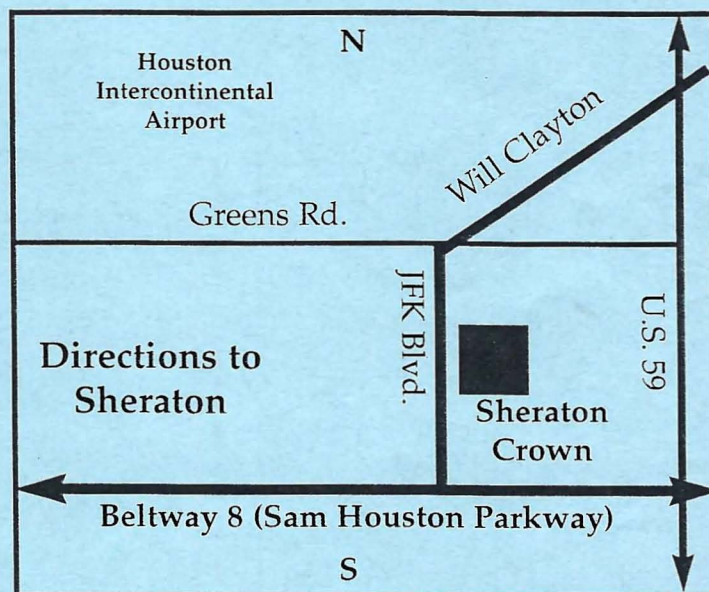 N
Houston
Intercontinental
Airport
Will Clayton
Greens Rd.
JFK Blvd.
U.S. 59
Directions to
Sheraton
Sheraton
Crown
Beltway 8 (Sam Houston Parkway)
S